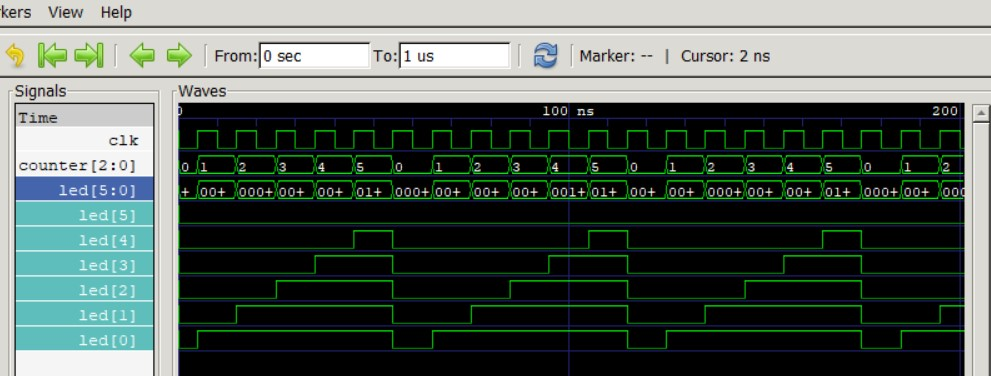 rkers View Help
From: 0 sec To: 1 us Marker: -- | Cursor: 2 ns
Signals Waves
Time 0 100 ns 200
clk
counter[2:0] 0 1 2 3 4 5 0 1 2 3 4 5 0 1 2 3 4 5 0 1 2
led[5:0] + 00+ 000+ 00+ 00+ 01+ 000+ 00+ 00+ 00+ 001+ 01+ 00+ 00+ 000+ 00+ 00+ 01+ 000+ 00+ 000
led[5]
led[4]
led[3]
led[2]
led[1]
led[0]